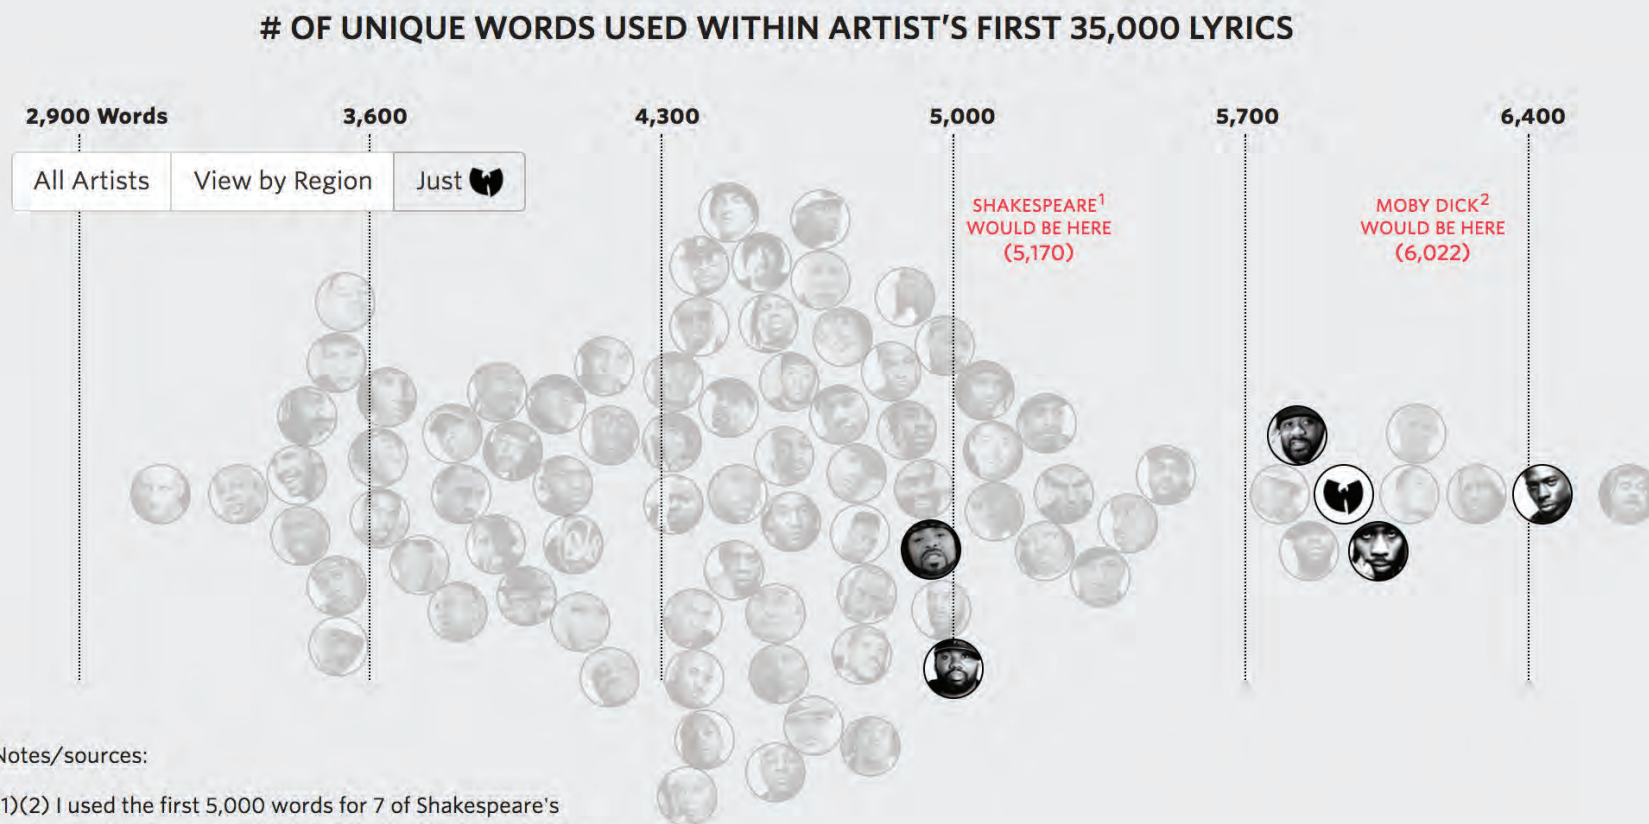 # OF UNIQUE WORDS USED WITHIN ARTIST'S FIRST 35,000 LYRICS
2,900 Words 3,600 4,300 5,000 5,700 6,400
All Artists View by Region Just
SHAKESPEARE1
WOULD BE HERE
(5,170)
MOBY DICK2
WOULD BE HERE
(6,022)
Notes/sources:
1)(2) I used the first 5,000 words for 7 of Shakespeare's